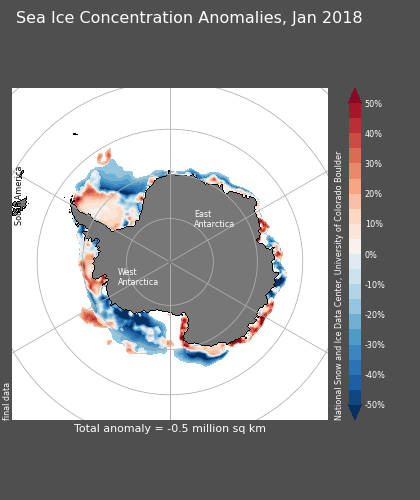 Sea Ice Concentration Anomalies, Jan 2018
South America
East
Antarctica
West
Antarctica
50%
40%
30%
20%
10%
0%
-10%
-20%
-30%
-40%
-50%
National Snow and Ice Data Center, University of Colorado Boulder
final data
Total anomaly = -0.5 million sq km